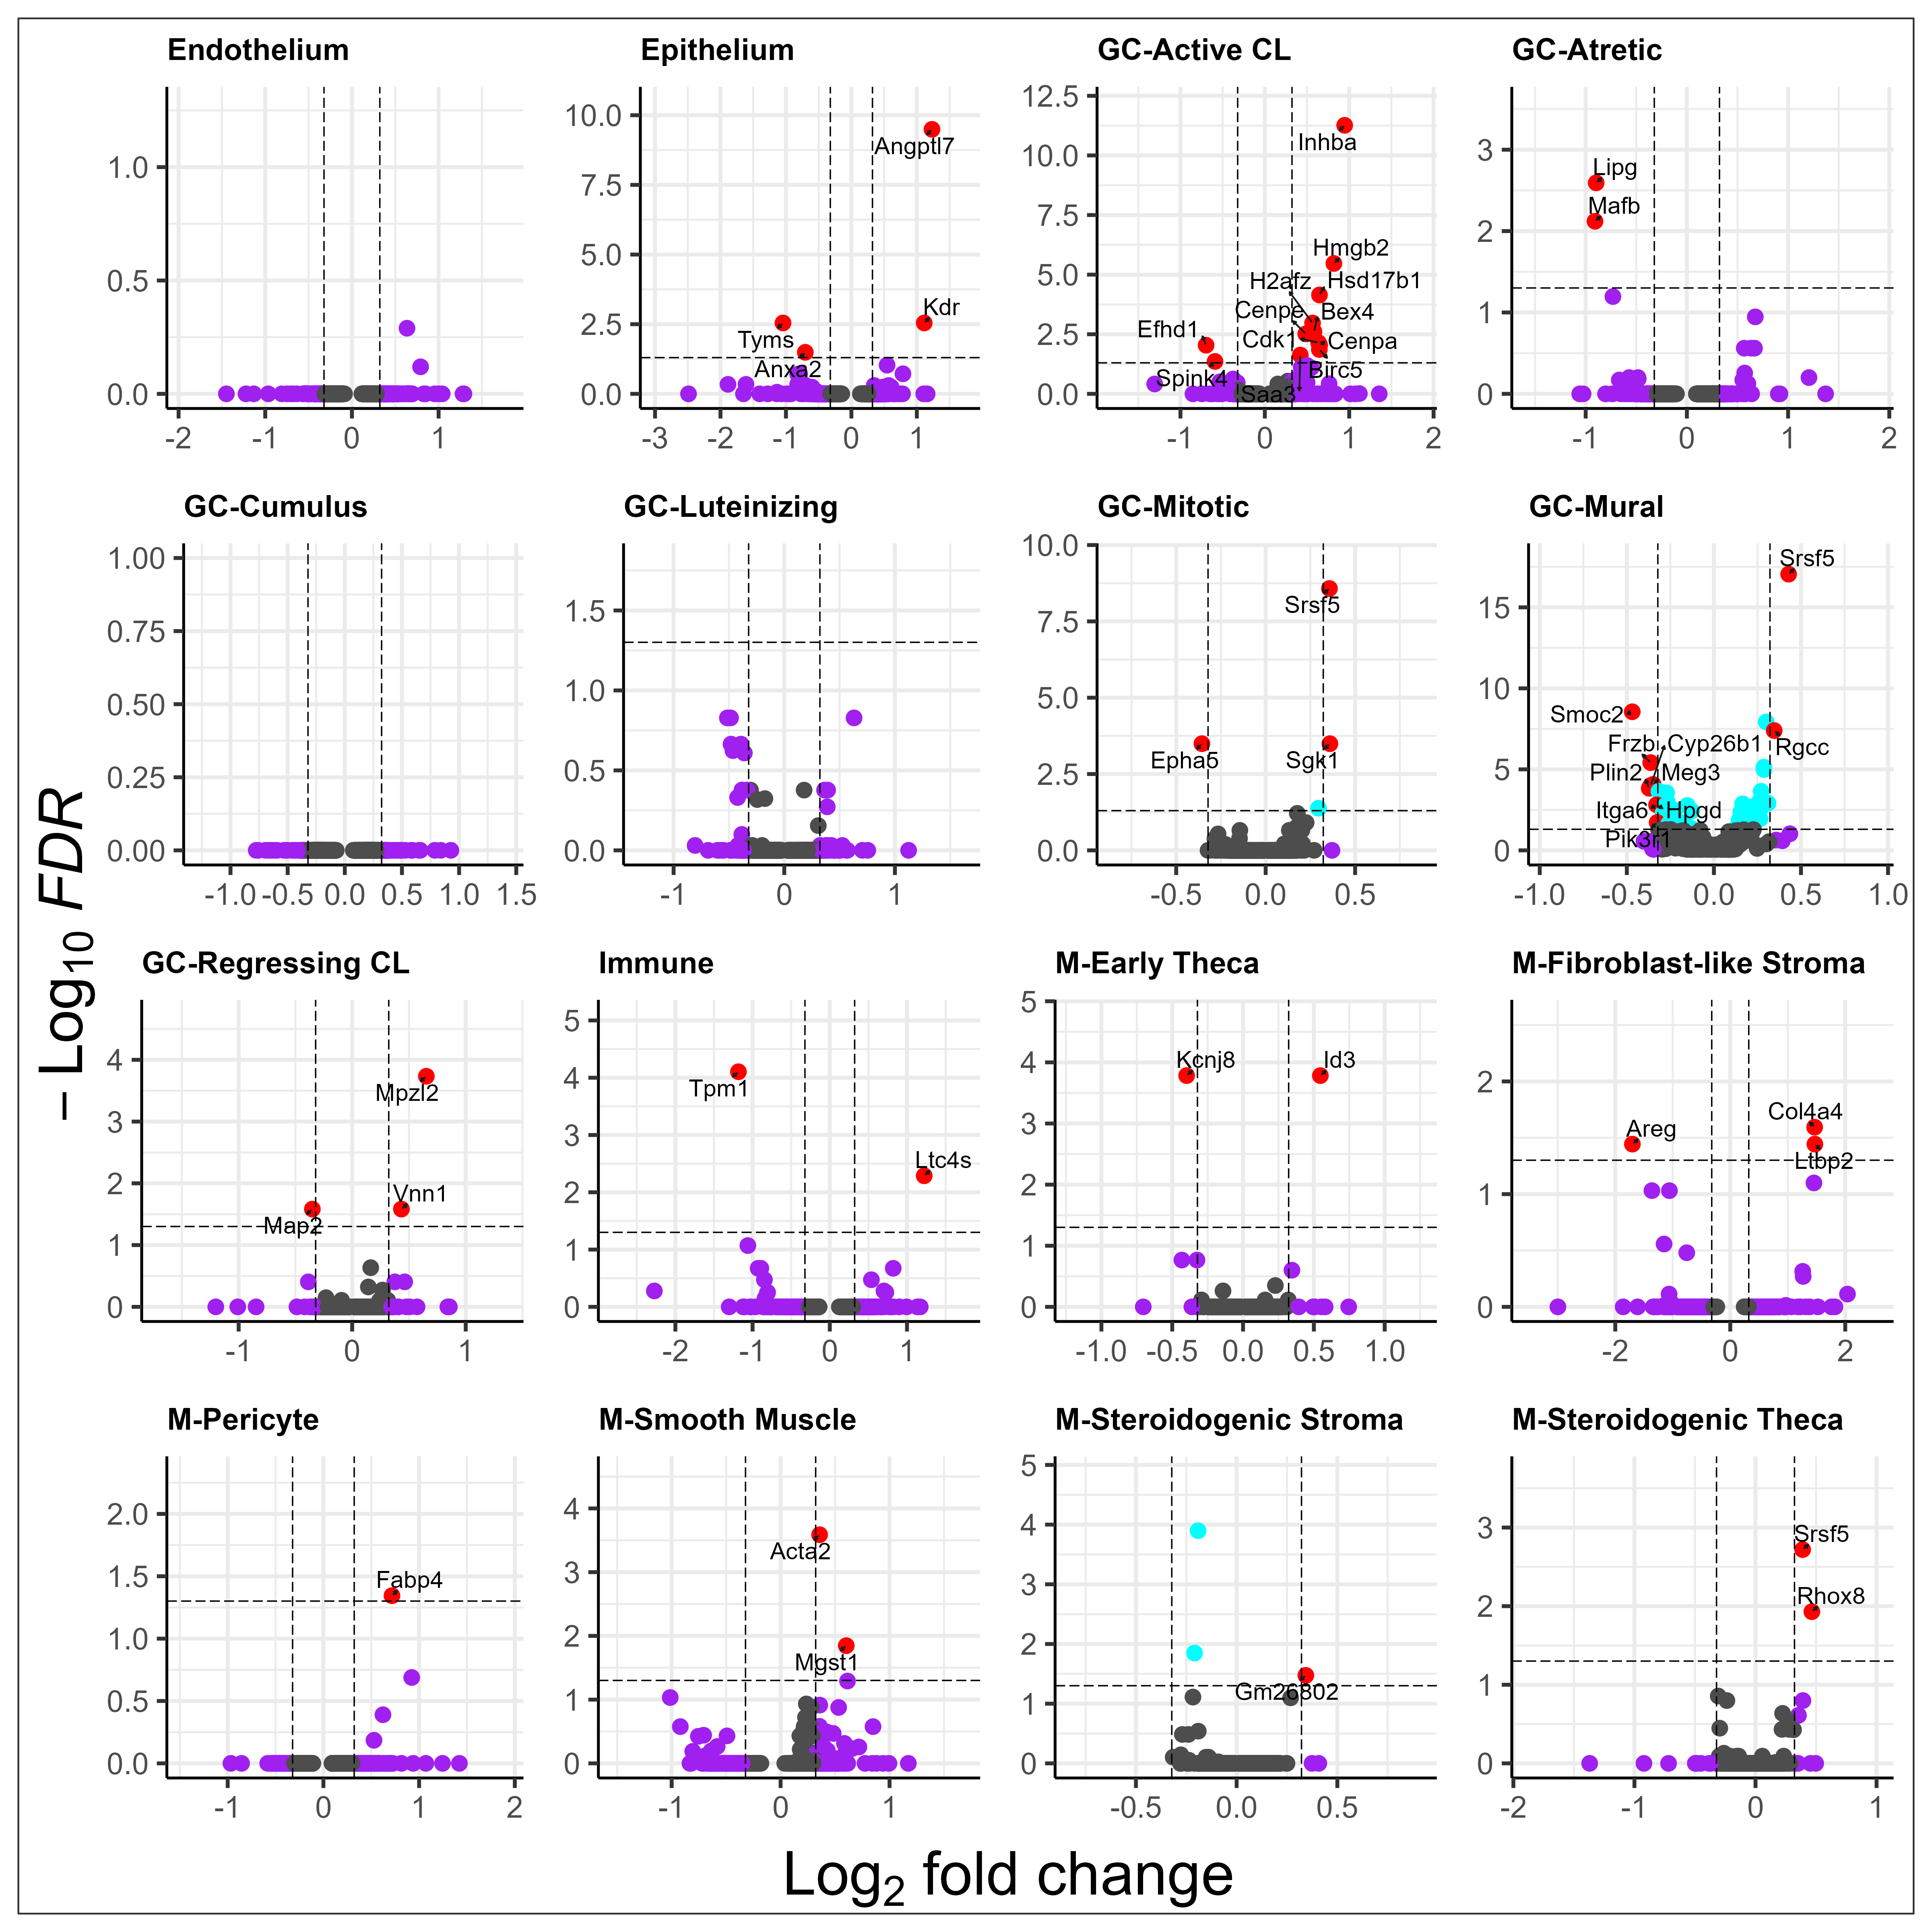 Endothelium
Epithelium
GC-Active CL
GC-Atretic
1.0
0.5
0.0
-2 -1 0 1
10.0
7.5
5.0
2.5
0.0
Angptl7
Kdr
Tyms
Anxa2
-3 -2 -1 0 1
12.5
10.0
7.5
5.0
2.5
0.0
Inhba
Hmgb2
H2afz
Hsd17b1
Cenpe
Bex4
Efhd1
Cdk1
Cenpa
Spink4
Birc5
Saa3
-1 0 1 2
3
2
1
0
Lipg
Mafb
-1 0 1 2
GC-Cumulus
GC-Luteinizing
GC-Mitotic
GC-Mural
1.00
0.75
0.50
0.25
0.00
-1.0 -0.5 0.0 0.5 1.0 1.5
1.5
1.0
0.5
0.0
-1 0 1
10.0
7.5
5.0
2.5
0.0
Srsf5
Epha5
Sgk1
-0.5 0.0 0.5
15
10
5
0
Srsf5
Smoc2
Frzb
Cyp26b1
Rgcc
Plin2
Meg3
Itga6
Hpgd
Pik3r1
-1.0 -0.5 0.0 0.5 1.0
– Log10 FDR
GC-Regressing CL
Immune
M-Early Theca
M-Fibroblast-like Stroma
4
3
2
1
0
Mpzl2
Vnn1
Map2
-1 0 1
5
4
3
2
1
0
Tpm1
Ltc4s
-2 -1 0 1
5
4
3
2
1
0
Kcnj8
Id3
-1.0 -0.5 0.0 0.5 1.0
2
1
0
Col4a4
Areg
Ltbp2
-2 0 2
M-Pericyte
M-Smooth Muscle
M-Steroidogenic Stroma
M-Steroidogenic Theca
2.0
1.5
1.0
0.5
0.0
Fabp4
-1 0 1 2
4
3
2
1
0
Acta2
Mgst1
-1 0 1
5
4
3
2
1
0
Gm26802
-0.5 0.0 0.5
3
2
1
0
Srsf5
Rhox8
-2 -1 0 1
Log2 fold change